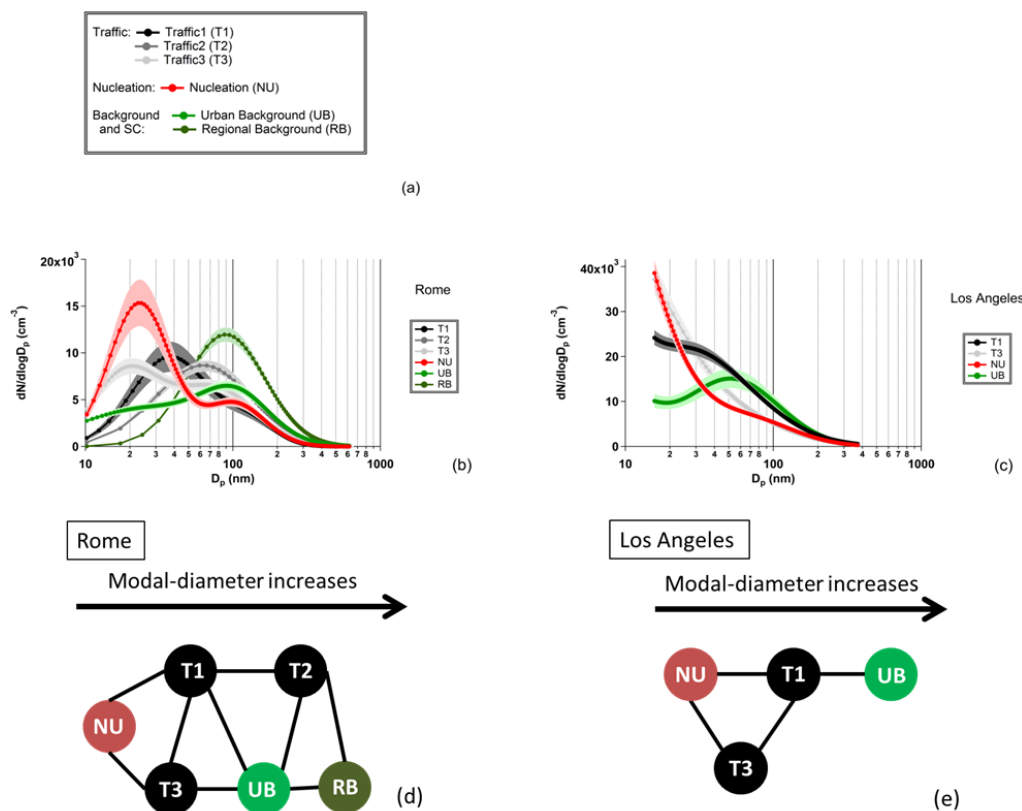 Traffic: Traffic1 (T1)
Traffic2 (T2)
Traffic3 (T3)
Nucleation: Nucleation (NU)
Background Urban Background (UB)
and SC: Regional Background (RB)
(a)
20x10³
15
10
5
0
dN/dlogDp (cm⁻³)
10 2 3 4 5 6 7 8 100 2 3 4 5 6 7 8 1000
Dp (nm)
Rome
T1
T2
T3
NU
UB
RB
(b)
40x10³
30
20
10
0
dN/dlogDp (cm⁻³)
10 2 3 4 5 6 7 8 100 2 3 4 5 6 7 8 1000
Dp (nm)
Los Angeles
T1
T3
NU
UB
(c)
Rome
Modal-diameter increases
T1
T2
NU
T3
UB
RB
(d)
Los Angeles
Modal-diameter increases
NU
T1
UB
T3
(e)